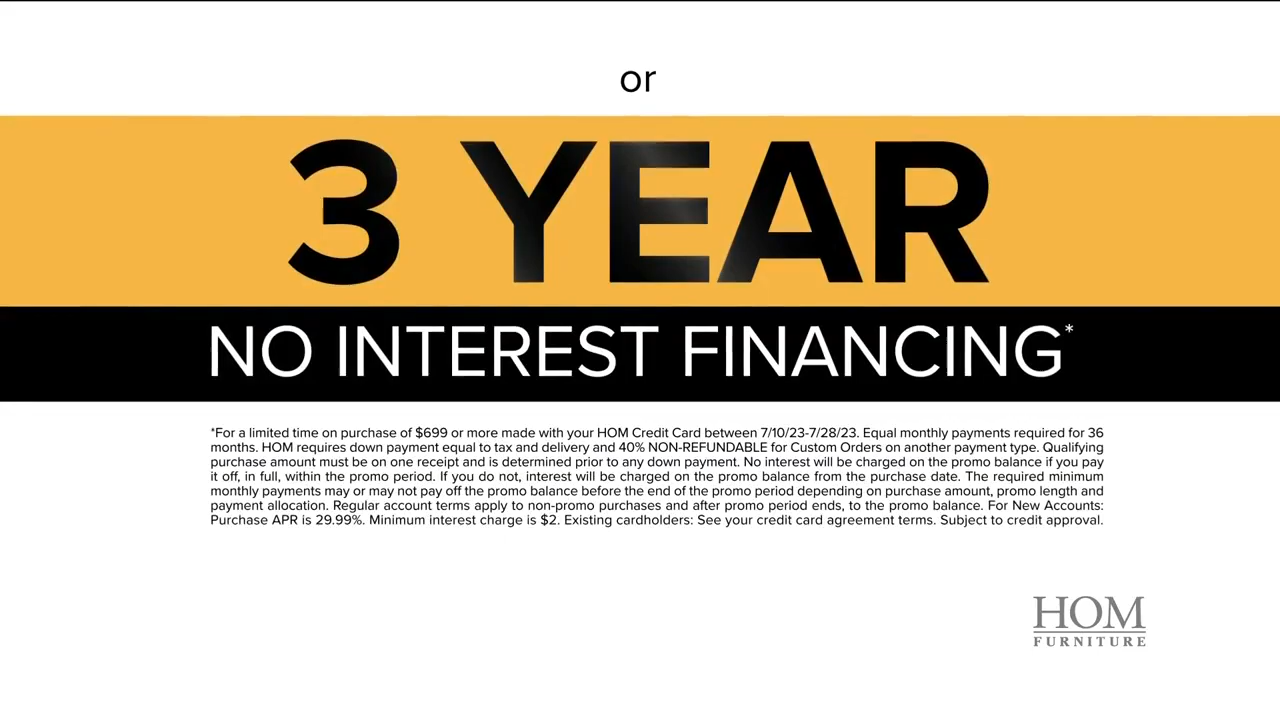 or
3 YEAR
NO INTEREST FINANCING*
*For a limited time on purchase of $699 or more made with your HOM Credit Card between 7/10/23-7/28/23. Equal monthly payments required for 36
months. HOM requires down payment equal to tax and delivery and 40% NON-REFUNDABLE for Custom Orders on another payment type. Qualifying
purchase amount must be on one receipt and is determined prior to any down payment. No interest will be charged on the promo balance if you pay
it off, in full, within the promo period. If you do not, interest will be charged on the promo balance from the purchase date. The required minimum
monthly payments may or may not pay off the promo balance before the end of the promo period depending on purchase amount, promo length and
payment allocation. Regular account terms apply to non-promo purchases and after promo period ends, to the promo balance. For New Accounts:
Purchase APR is 29.99%. Minimum interest charge is $2. Existing cardholders: See your credit card agreement terms. Subject to credit approval.
HOM
FURNITURE